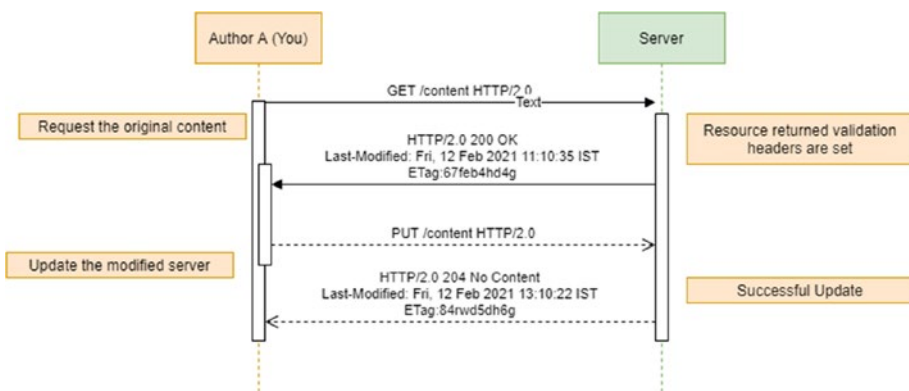 Author A (You)
Server
GET /content HTTP/2.0
Text
Request the original content
Resource returned validation
headers are set
HTTP/2.0 200 OK
Last-Modified: Fri, 12 Feb 2021 11:10:35 IST
ETag:67feb4hd4g
PUT /content HTTP/2.0
Update the modified server
HTTP/2.0 204 No Content
Last-Modified: Fri, 12 Feb 2021 13:10:22 IST
ETag:84rwd5dh6g
Successful Update